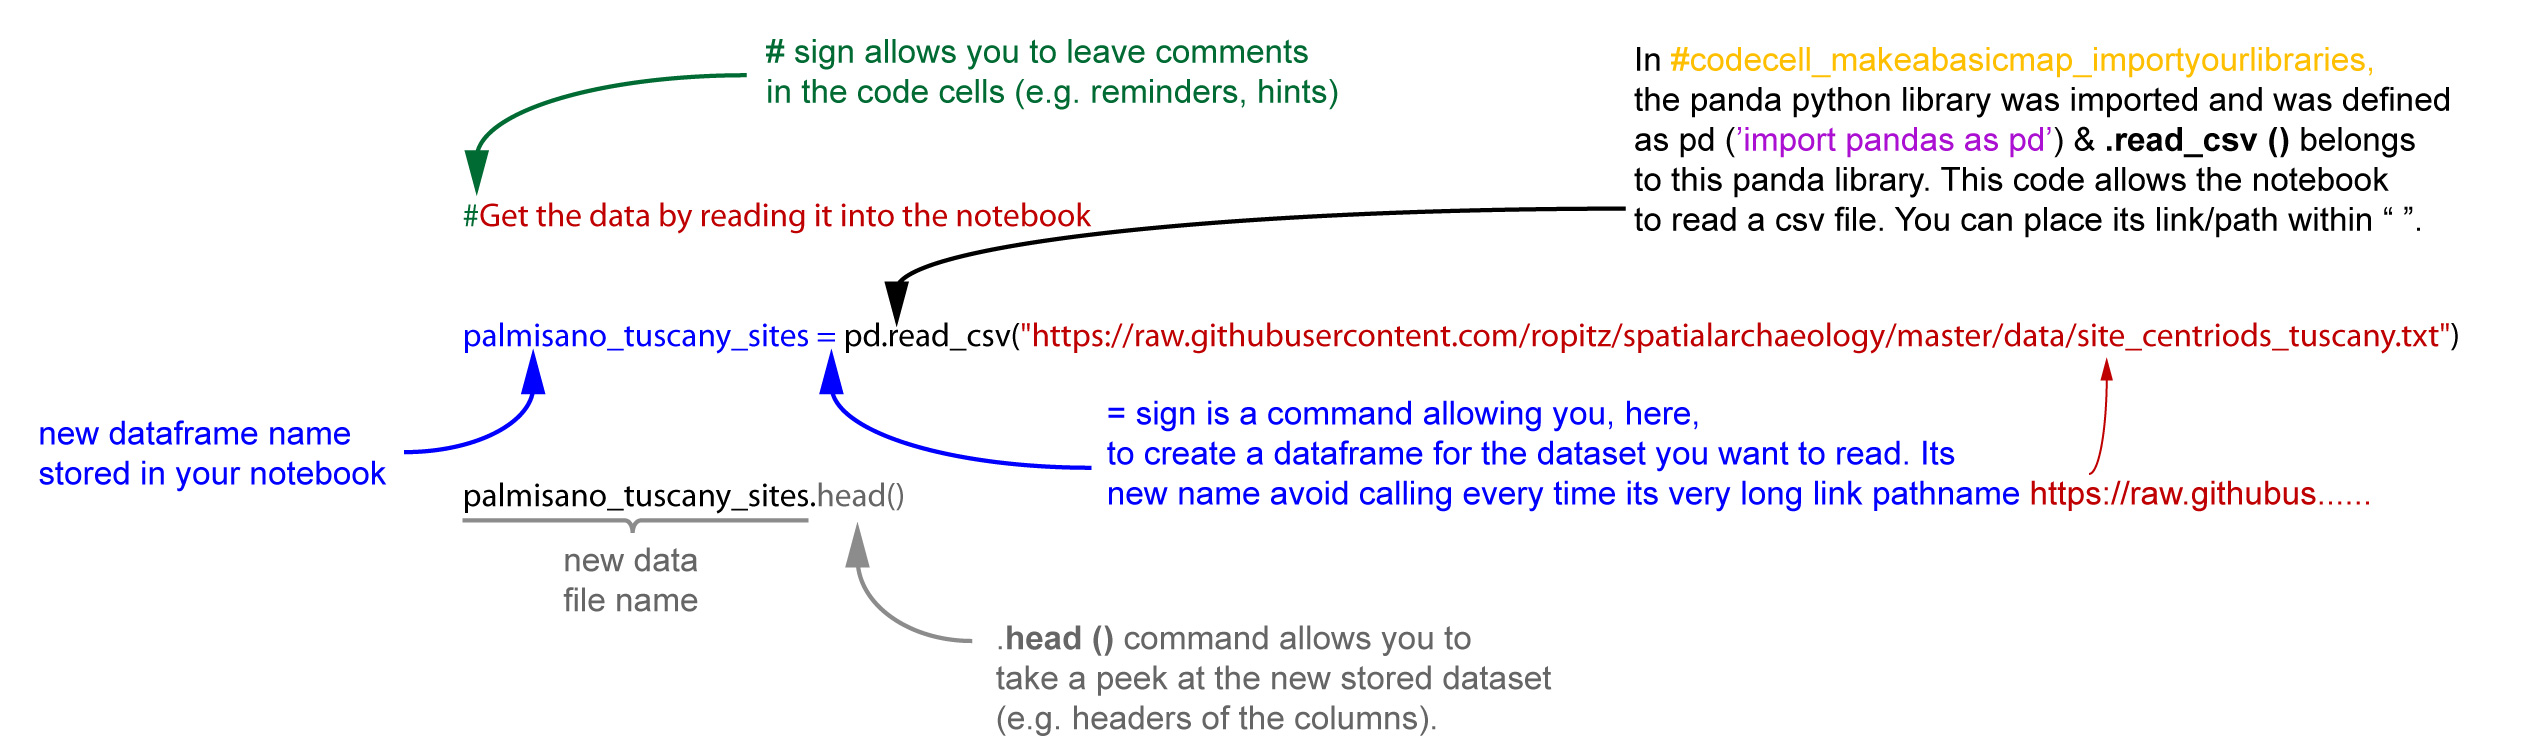 # sign allows you to leave comments
in the code cells (e.g. reminders, hints)
In #codecell_makeabasicmap_importyourlibraries,
the panda python library was imported and was defined
as pd (’import pandas as pd’) & .read_csv () belongs
to this panda library. This code allows the notebook
to read a csv file. You can place its link/path within “ ”.
#Get the data by reading it into the notebook
palmisano_tuscany_sites = pd.read_csv("https://raw.githubusercontent.com/ropitz/spatialarchaeology/master/data/site_centriods_tuscany.txt")
new dataframe name
stored in your notebook
= sign is a command allowing you, here,
to create a dataframe for the dataset you want to read. Its
new name avoid calling every time its very long link pathname https://raw.githubus......
palmisano_tuscany_sites.head()
new data
file name
.head () command allows you to
take a peek at the new stored dataset
(e.g. headers of the columns).